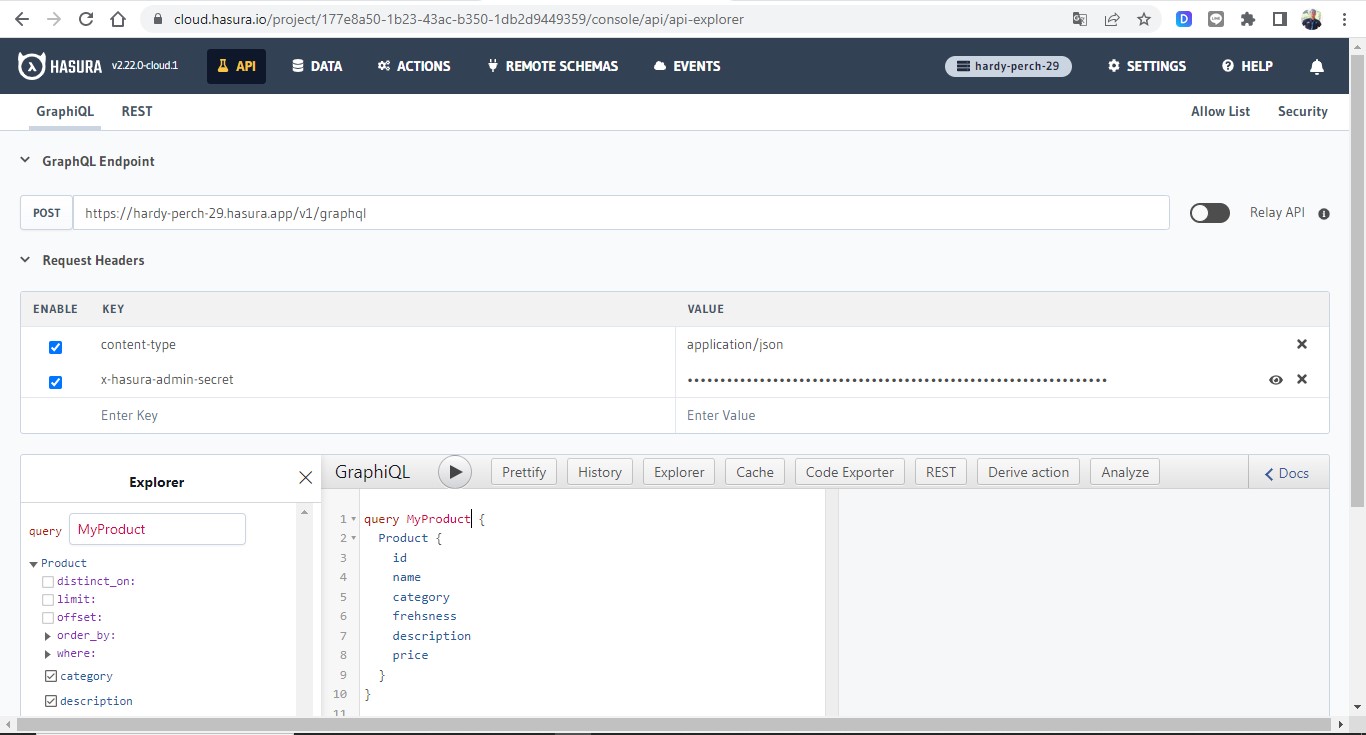 cloud.hasura.io/project/177e8a50-1b23-43ac-b350-1db2d9449359/console/api/api-explorer
HASURA v2.22.0-cloud.1 API DATA ACTIONS REMOTE SCHEMAS EVENTS hardy-perch-29 SETTINGS HELP
GraphiQL REST Allow List Security
GraphQL Endpoint
POST https://hardy-perch-29.hasura.app/v1/graphql Relay API
Request Headers
ENABLE KEY VALUE
content-type application/json
x-hasura-admin-secret ••••••••••••••••••••••••••••••••••••••••••••••••••••••••••••••••
Enter Key Enter Value
Explorer
GraphiQL Prettify History Explorer Cache Code Exporter REST Derive action Analyze Docs
query MyProduct
Product
distinct_on:
limit:
offset:
order_by:
where:
category
description
1 query MyProduct {
2 Product {
3 id
4 name
5 category
6 frehsness
7 description
8 price
9 }
10 }
11